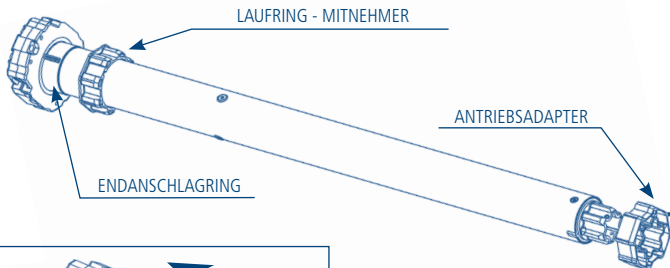 LAUFRING - MITNEHMER
ANTRIEBSADAPTER
ENDANSCHLAGRING